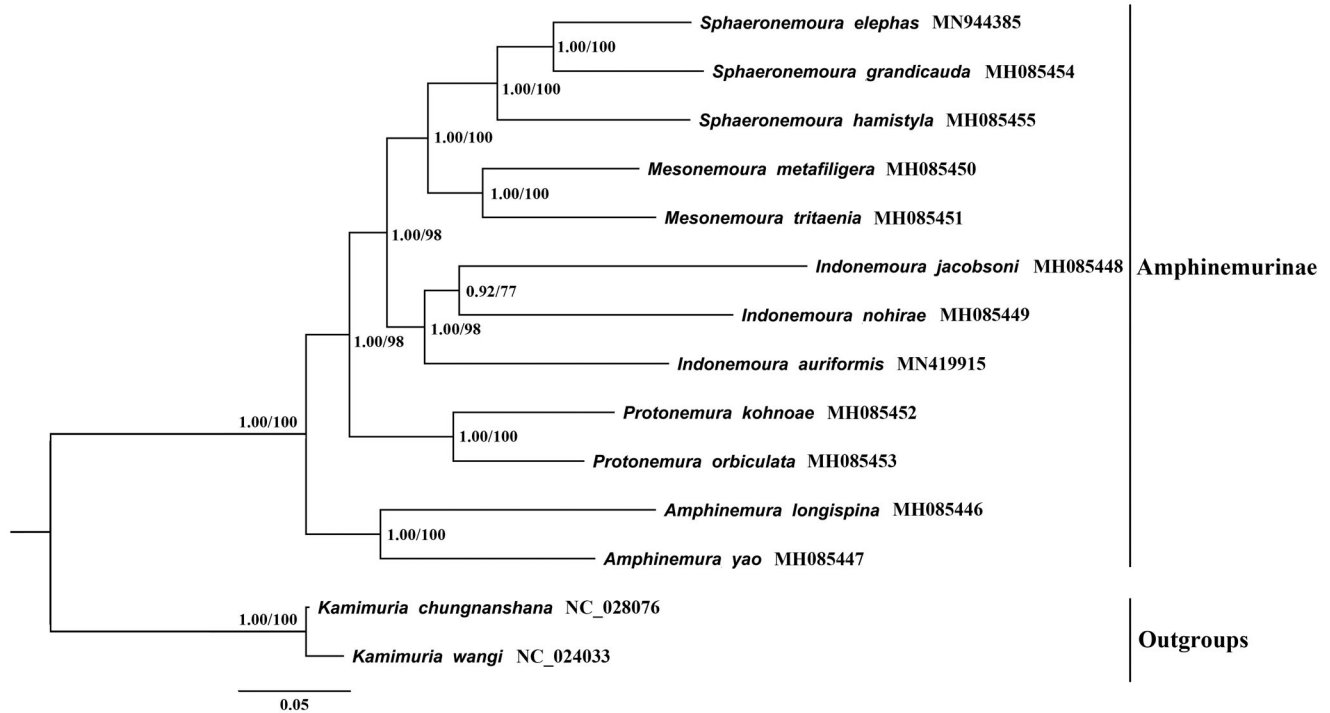 Sphaeronemoura elephas MN944385
1.00/100
Sphaeronemoura grandicauda MH085454
1.00/100
Sphaeronemoura hamistyla MH085455
1.00/100
Mesonemoura metafiligera MH085450
1.00/100
Mesonemoura tritaenia MH085451
1.00/98
Indonemoura jacobsoni MH085448
Amphinemurinae
0.92/77
Indonemoura nohirae MH085449
1.00/98
1.00/98
Indonemoura auriformis MN419915
Protonemura kohnoae MH085452
1.00/100
1.00/100
Protonemura orbiculata MH085453
Amphinemura longispina MH085446
1.00/100
Amphinemura yao MH085447
Kamimuria chungnanshana NC_028076
1.00/100
Outgroups
Kamimuria wangi NC_024033
0.05